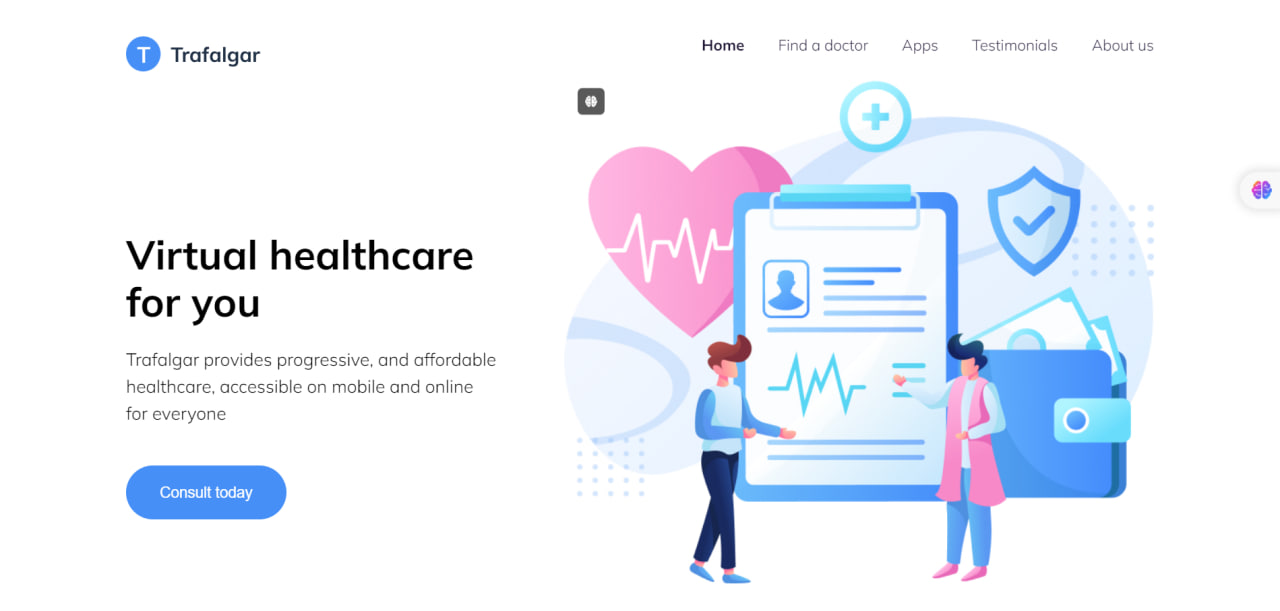 T Trafalgar
Home Find a doctor Apps Testimonials About us
Virtual healthcare
for you
Trafalgar provides progressive, and affordable
healthcare, accessible on mobile and online
for everyone
Consult today